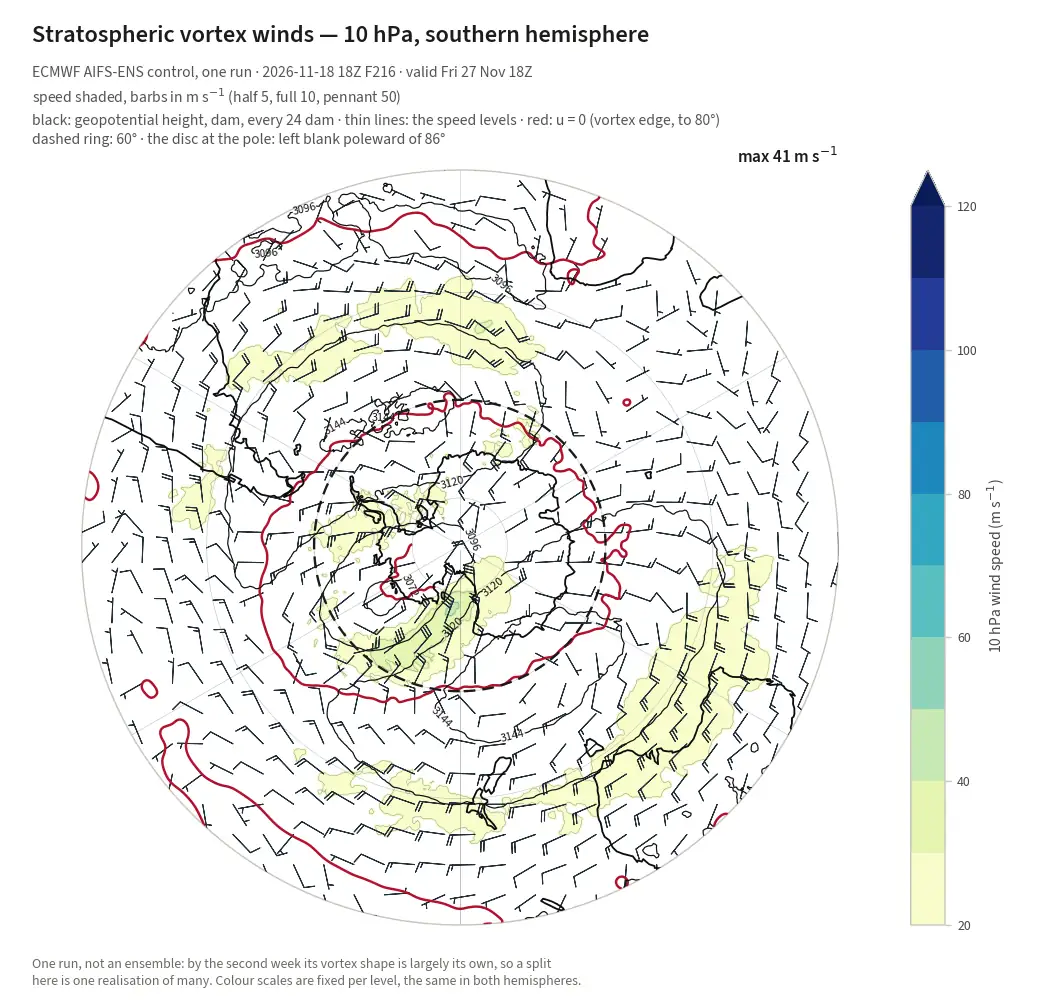 Stratospheric vortex winds — 10 hPa, southern hemisphere
ECMWF AIFS-ENS control, one run · 2026-11-18 18Z F216 · valid Fri 27 Nov 18Z
speed shaded, barbs in m s⁻¹ (half 5, full 10, pennant 50)
black: geopotential height, dam, every 24 dam · thin lines: the speed levels · red: u = 0 (vortex edge, to 80°)
dashed ring: 60° · the disc at the pole: left blank poleward of 86°
max 41 m s⁻¹
3096
3096
3096
3144
3144
3120
3096
3120
3120
3144
3144
120
100
80
60
40
20
10 hPa wind speed (m s⁻¹)
One run, not an ensemble: by the second week its vortex shape is largely its own, so a split
here is one realisation of many. Colour scales are fixed per level, the same in both hemispheres.